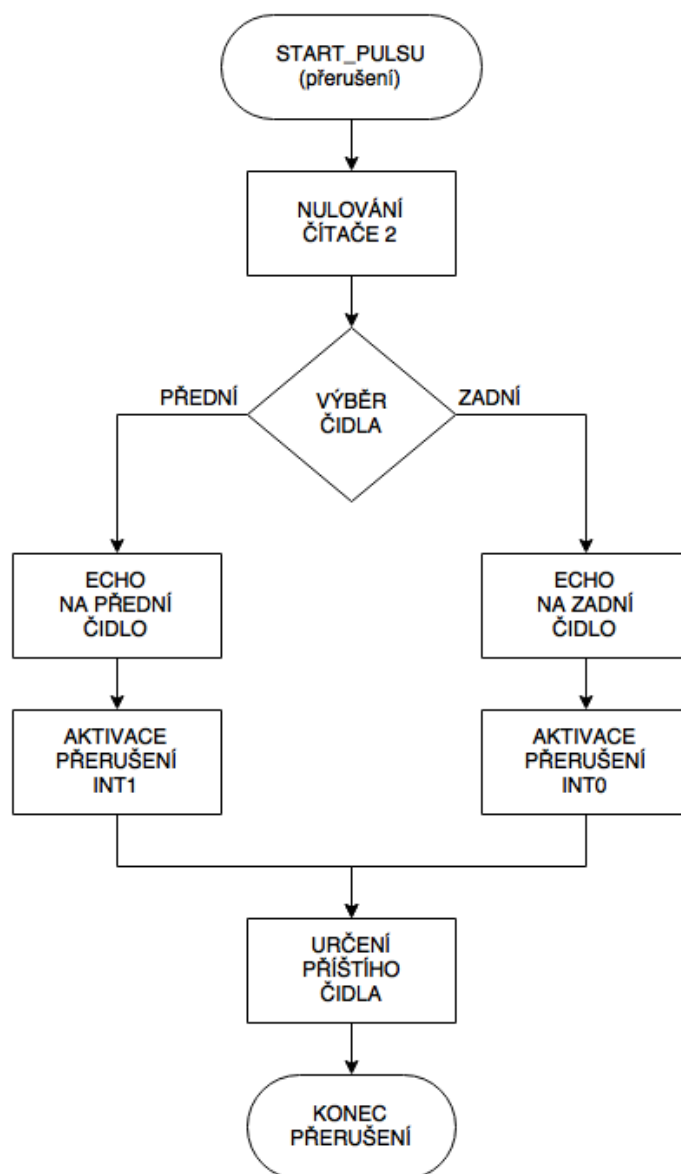 START_PULSU
(přerušení)
NULOVÁNÍ
ČÍTAČE 2
PŘEDNÍ
VÝBĚR
ČIDLA
ZADNÍ
ECHO
NA PŘEDNÍ
ČIDLO
ECHO
NA ZADNÍ
ČIDLO
AKTIVACE
PŘERUŠENÍ
INT1
AKTIVACE
PŘERUŠENÍ
INT0
URČENÍ
PŘÍŠTÍHO
ČIDLA
KONEC
PŘERUŠENÍ